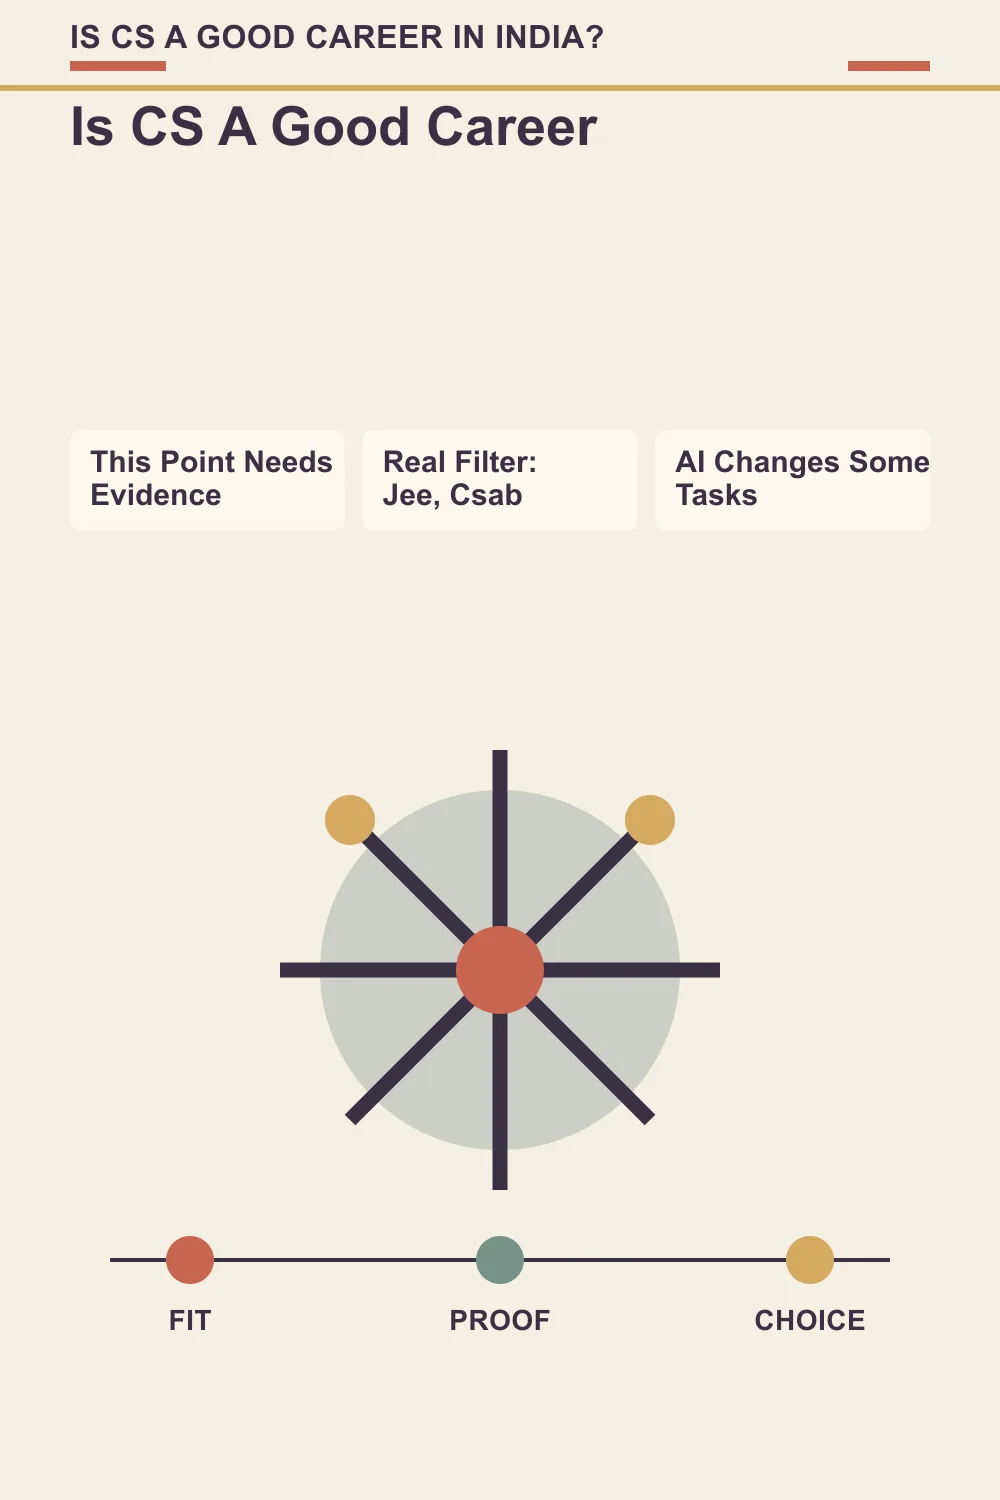 IS CS A GOOD CAREER IN INDIA?
Is CS A Good Career
This Point Needs
Evidence
Real Filter:
Jee, Csab
AI Changes Some
Tasks
FIT
PROOF
CHOICE